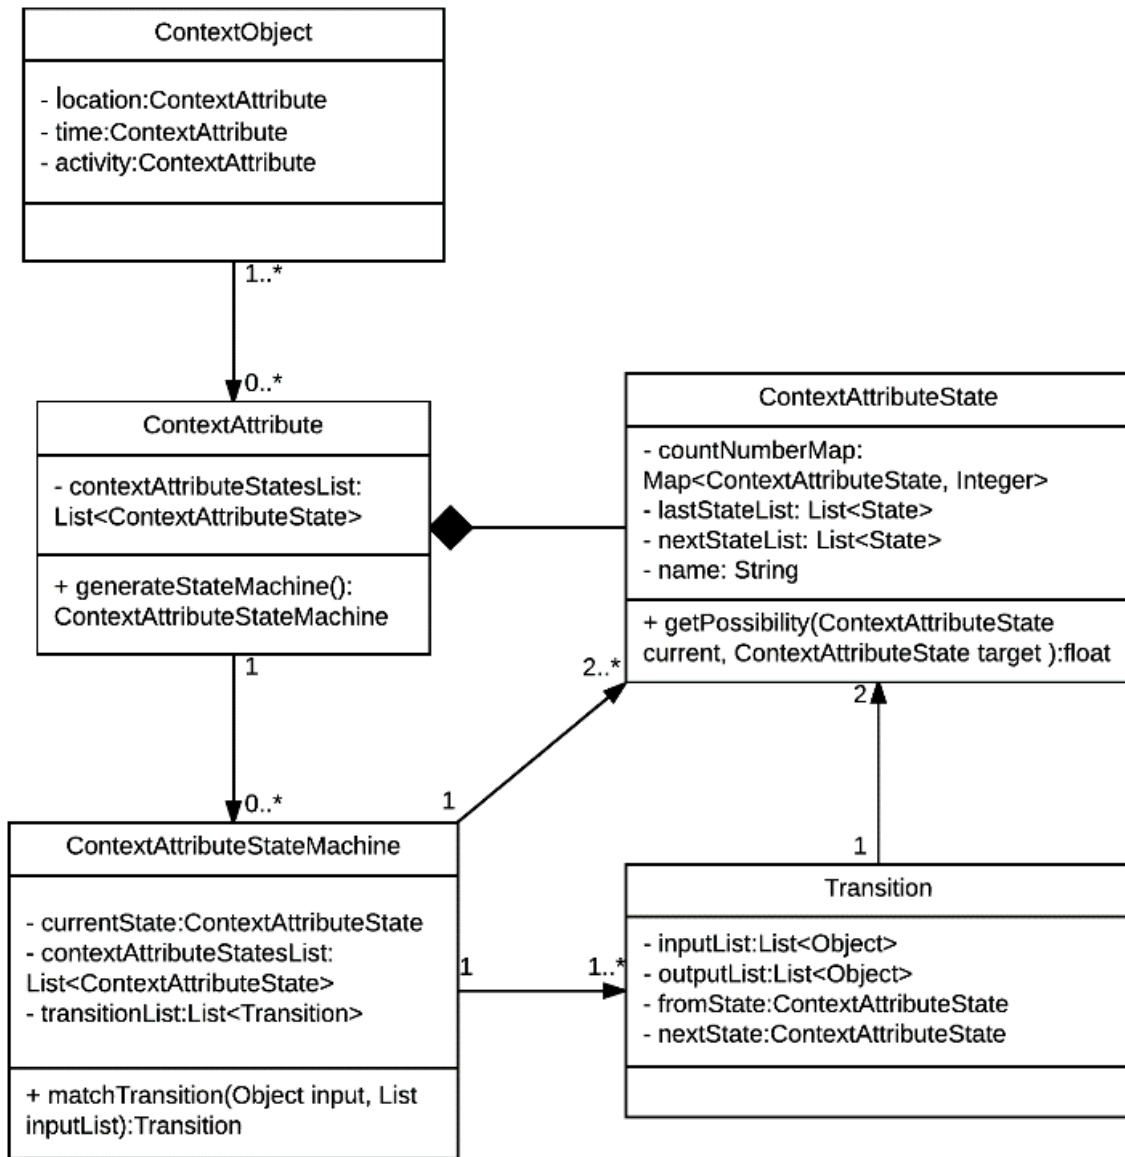 ContextObject
- location:ContextAttribute
- time:ContextAttribute
- activity:ContextAttribute
1..*
0..*
ContextAttribute
- contextAttributeStatesList:
List<ContextAttributeState>
+ generateStateMachine():
ContextAttributeStateMachine
1
0..*
ContextAttributeState
- countNumberMap:
Map<ContextAttributeState, Integer>
- lastStateList: List<State>
- nextStateList: List<State>
- name: String
+ getPossibility(ContextAttributeState
current, ContextAttributeState target ):float
2..*
2
1
1
ContextAttributeStateMachine
- currentState:ContextAttributeState
- contextAttributeStatesList:
List<ContextAttributeState>
- transitionList:List<Transition>
+ matchTransition(Object input, List
inputList):Transition
1
1..*
Transition
- inputList:List<Object>
- outputList:List<Object>
- fromState:ContextAttributeState
- nextState:ContextAttributeState